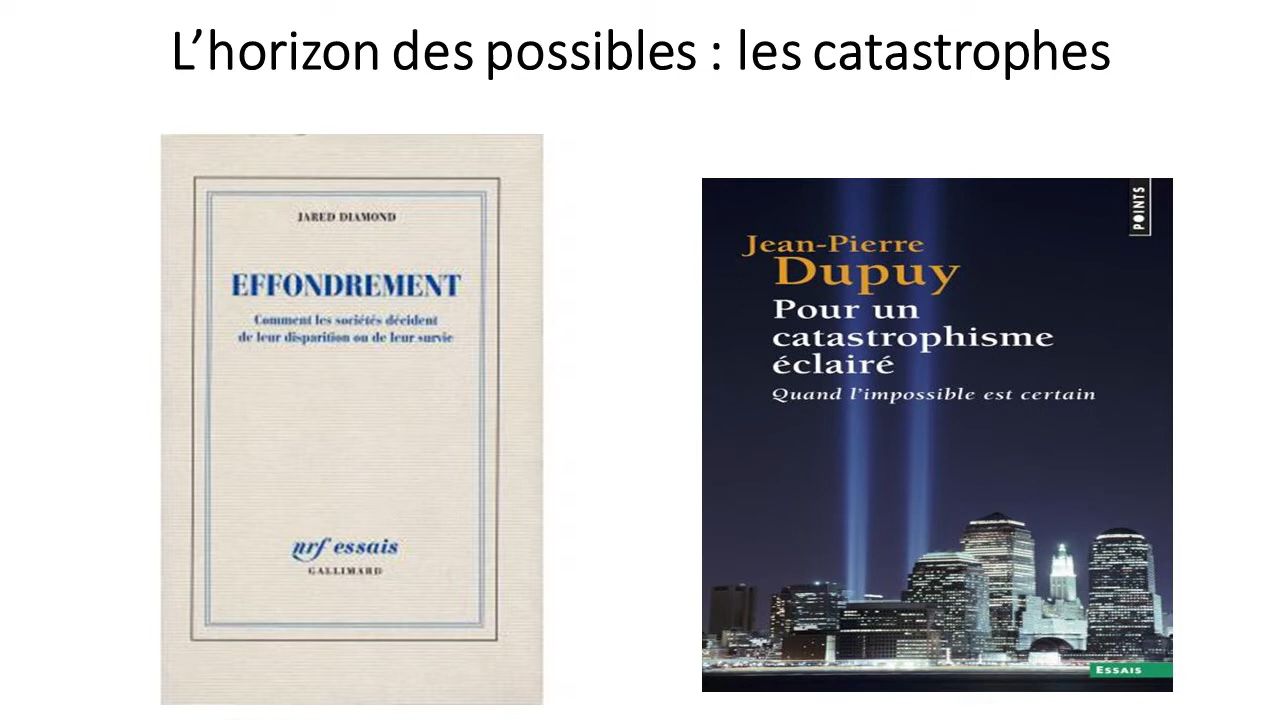 L’horizon des possibles : les catastrophes
JARED DIAMOND
EFFONDREMENT
Comment les sociétés décident
de leur disparition ou de leur survie
nrf essais
GALLIMARD
POINTS
Jean-Pierre
Dupuy
Pour un
catastrophisme
éclairé
Quand l’impossible est certain
ESSAIS